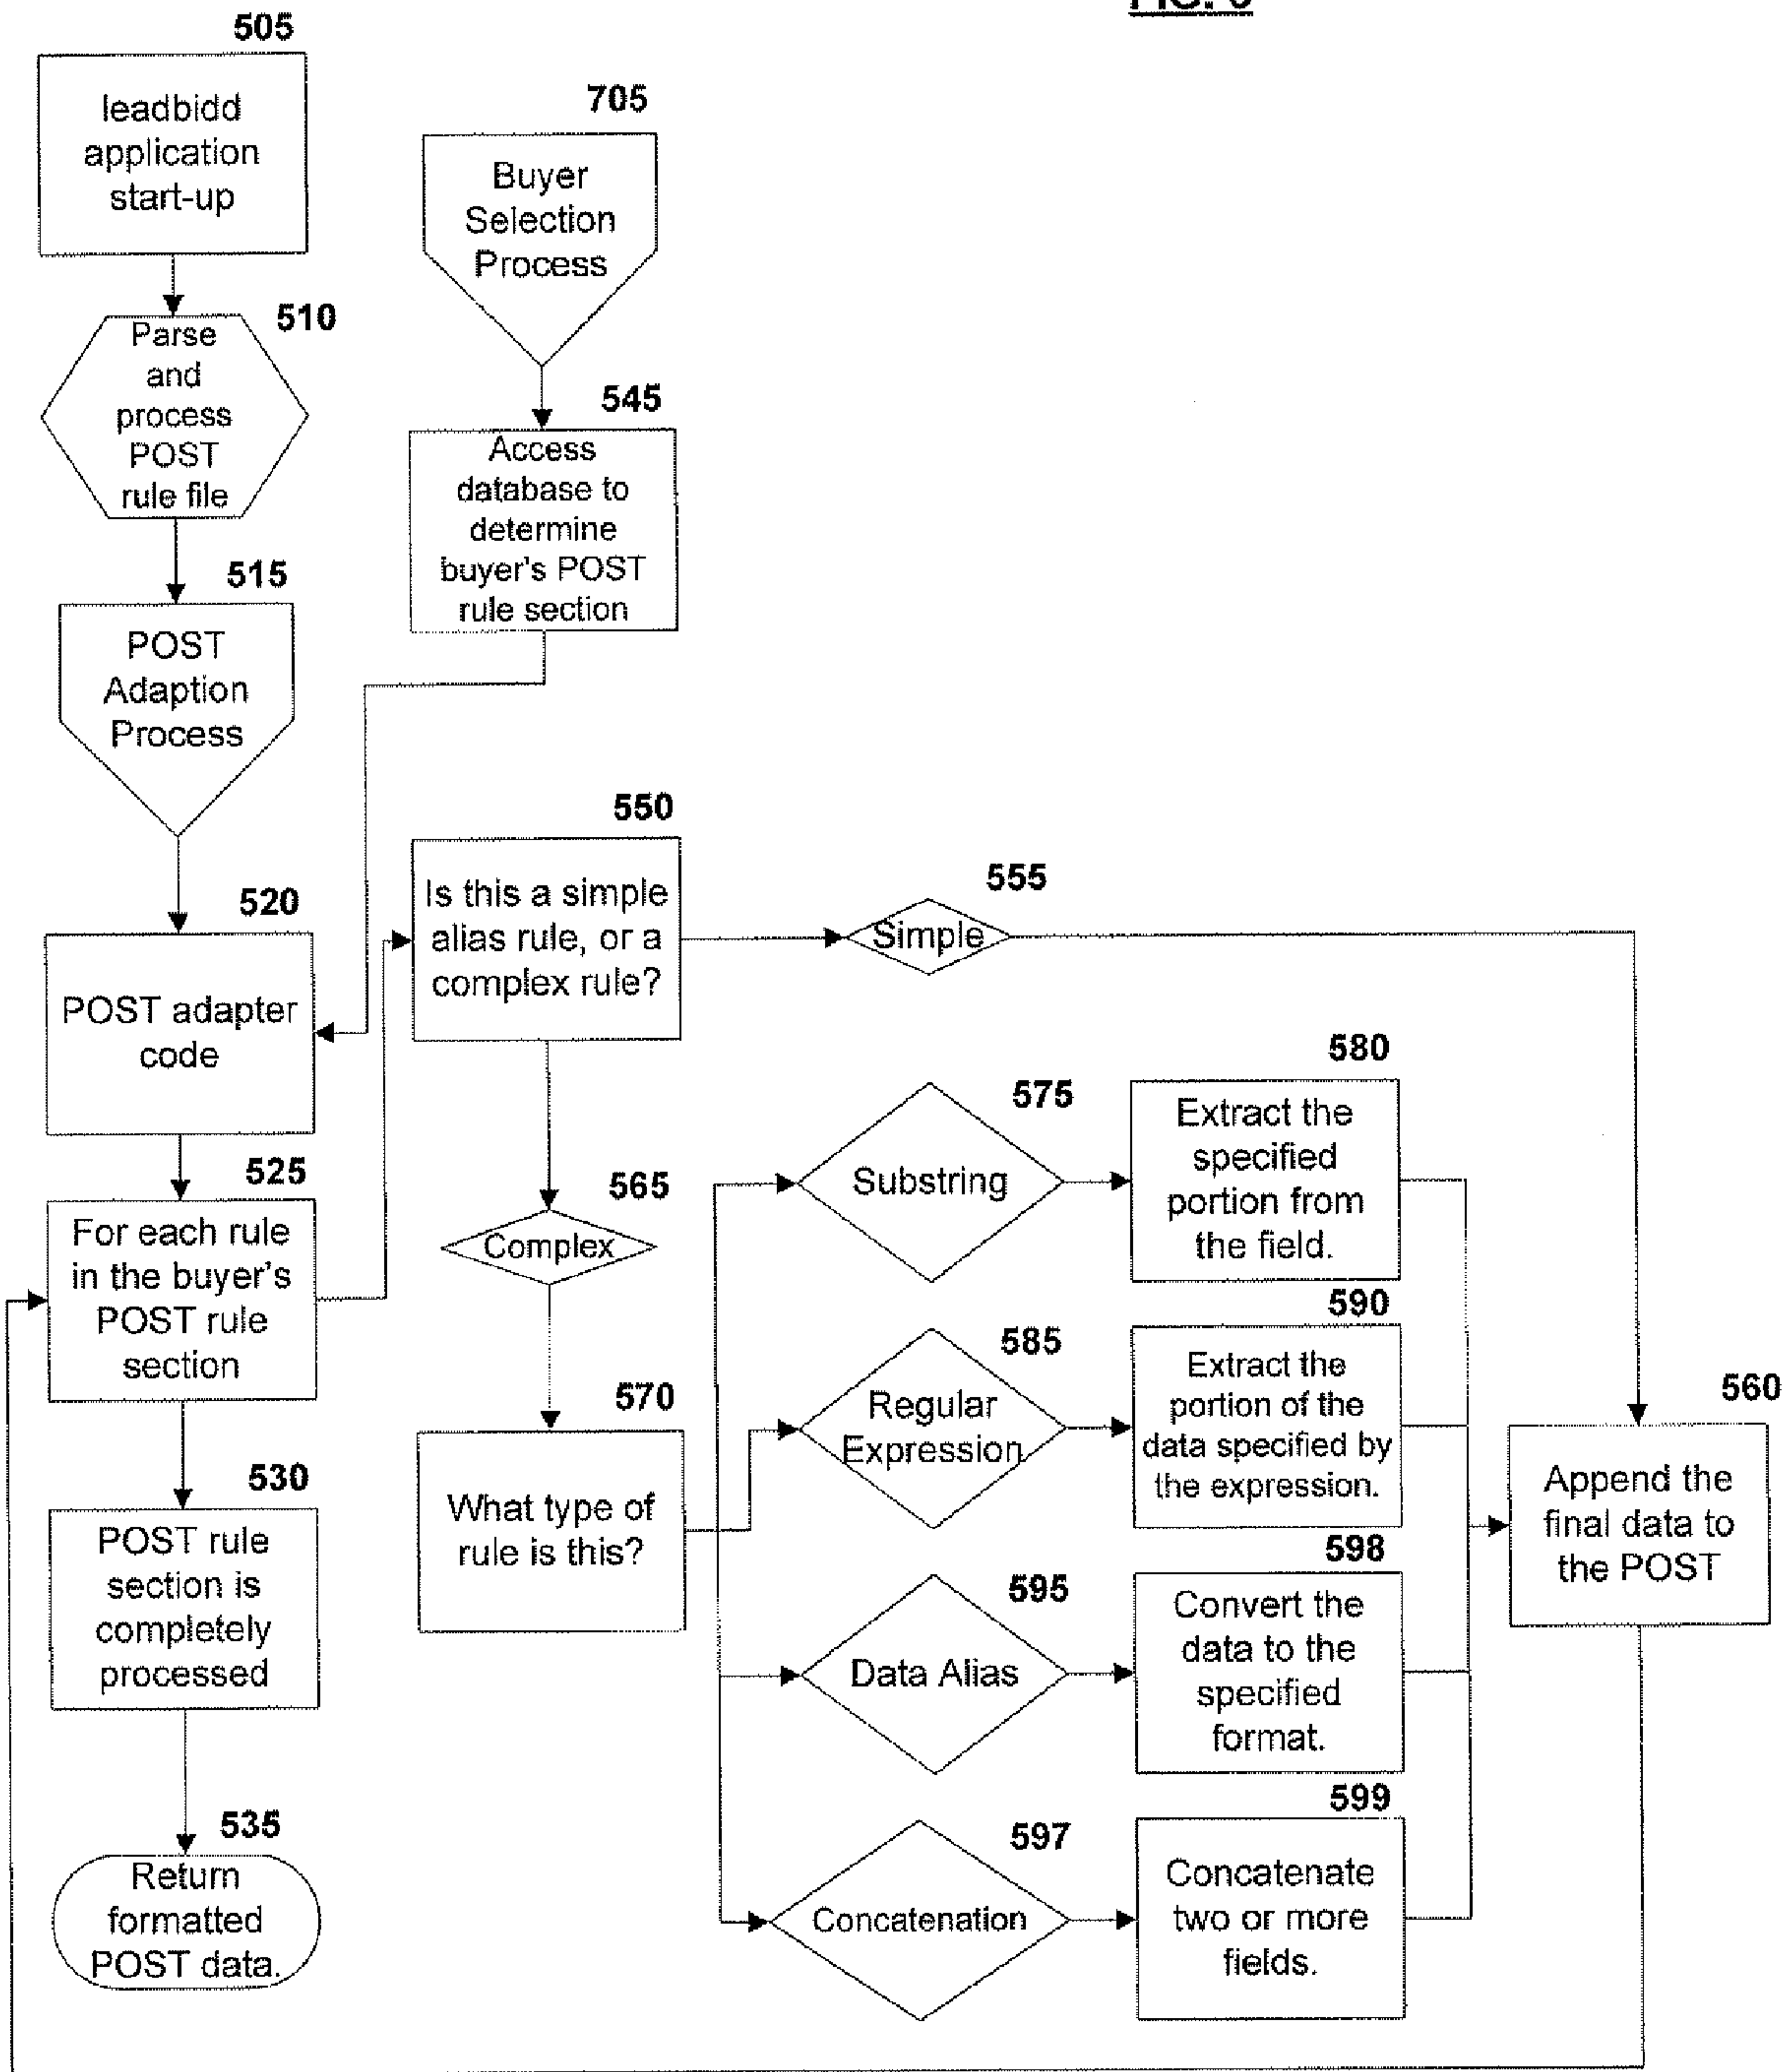 505
leadbidd
application
start-up
510
Parse
and
process
POST
rule file
515
POST
Adaption
Process
520
POST adapter
code
525
For each rule
in the buyer's
POST rule
section
530
POST rule
section is
completely
processed
535
Return
formatted
POST data.
705
Buyer
Selection
Process
545
Access
database to
determine
buyer's POST
rule section
550
Is this a simple
alias rule, or a
complex rule?
555
Simple
565
Complex
570
What type of
rule is this?
575
Substring
580
Extract the
specified
portion from
the field.
585
Regular
Expression
590
Extract the
portion of the
data specified by
the expression.
595
Data Alias
598
Convert the
data to the
specified
format.
597
Concatenation
599
Concatenate
two or more
fields.
560
Append the
final data to
the POST